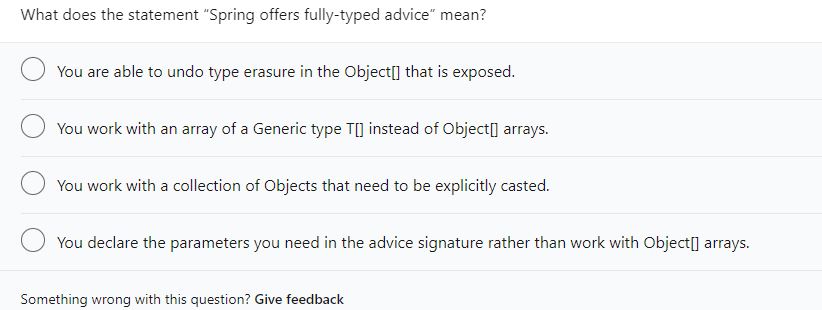 What does the statement “Spring offers fully-typed advice” mean?
You are able to undo type erasure in the Object[] that is exposed.
You work with an array of a Generic type T[] instead of Object[] arrays.
You work with a collection of Objects that need to be explicitly casted.
You declare the parameters you need in the advice signature rather than work with Object[] arrays.
Something wrong with this question? Give feedback